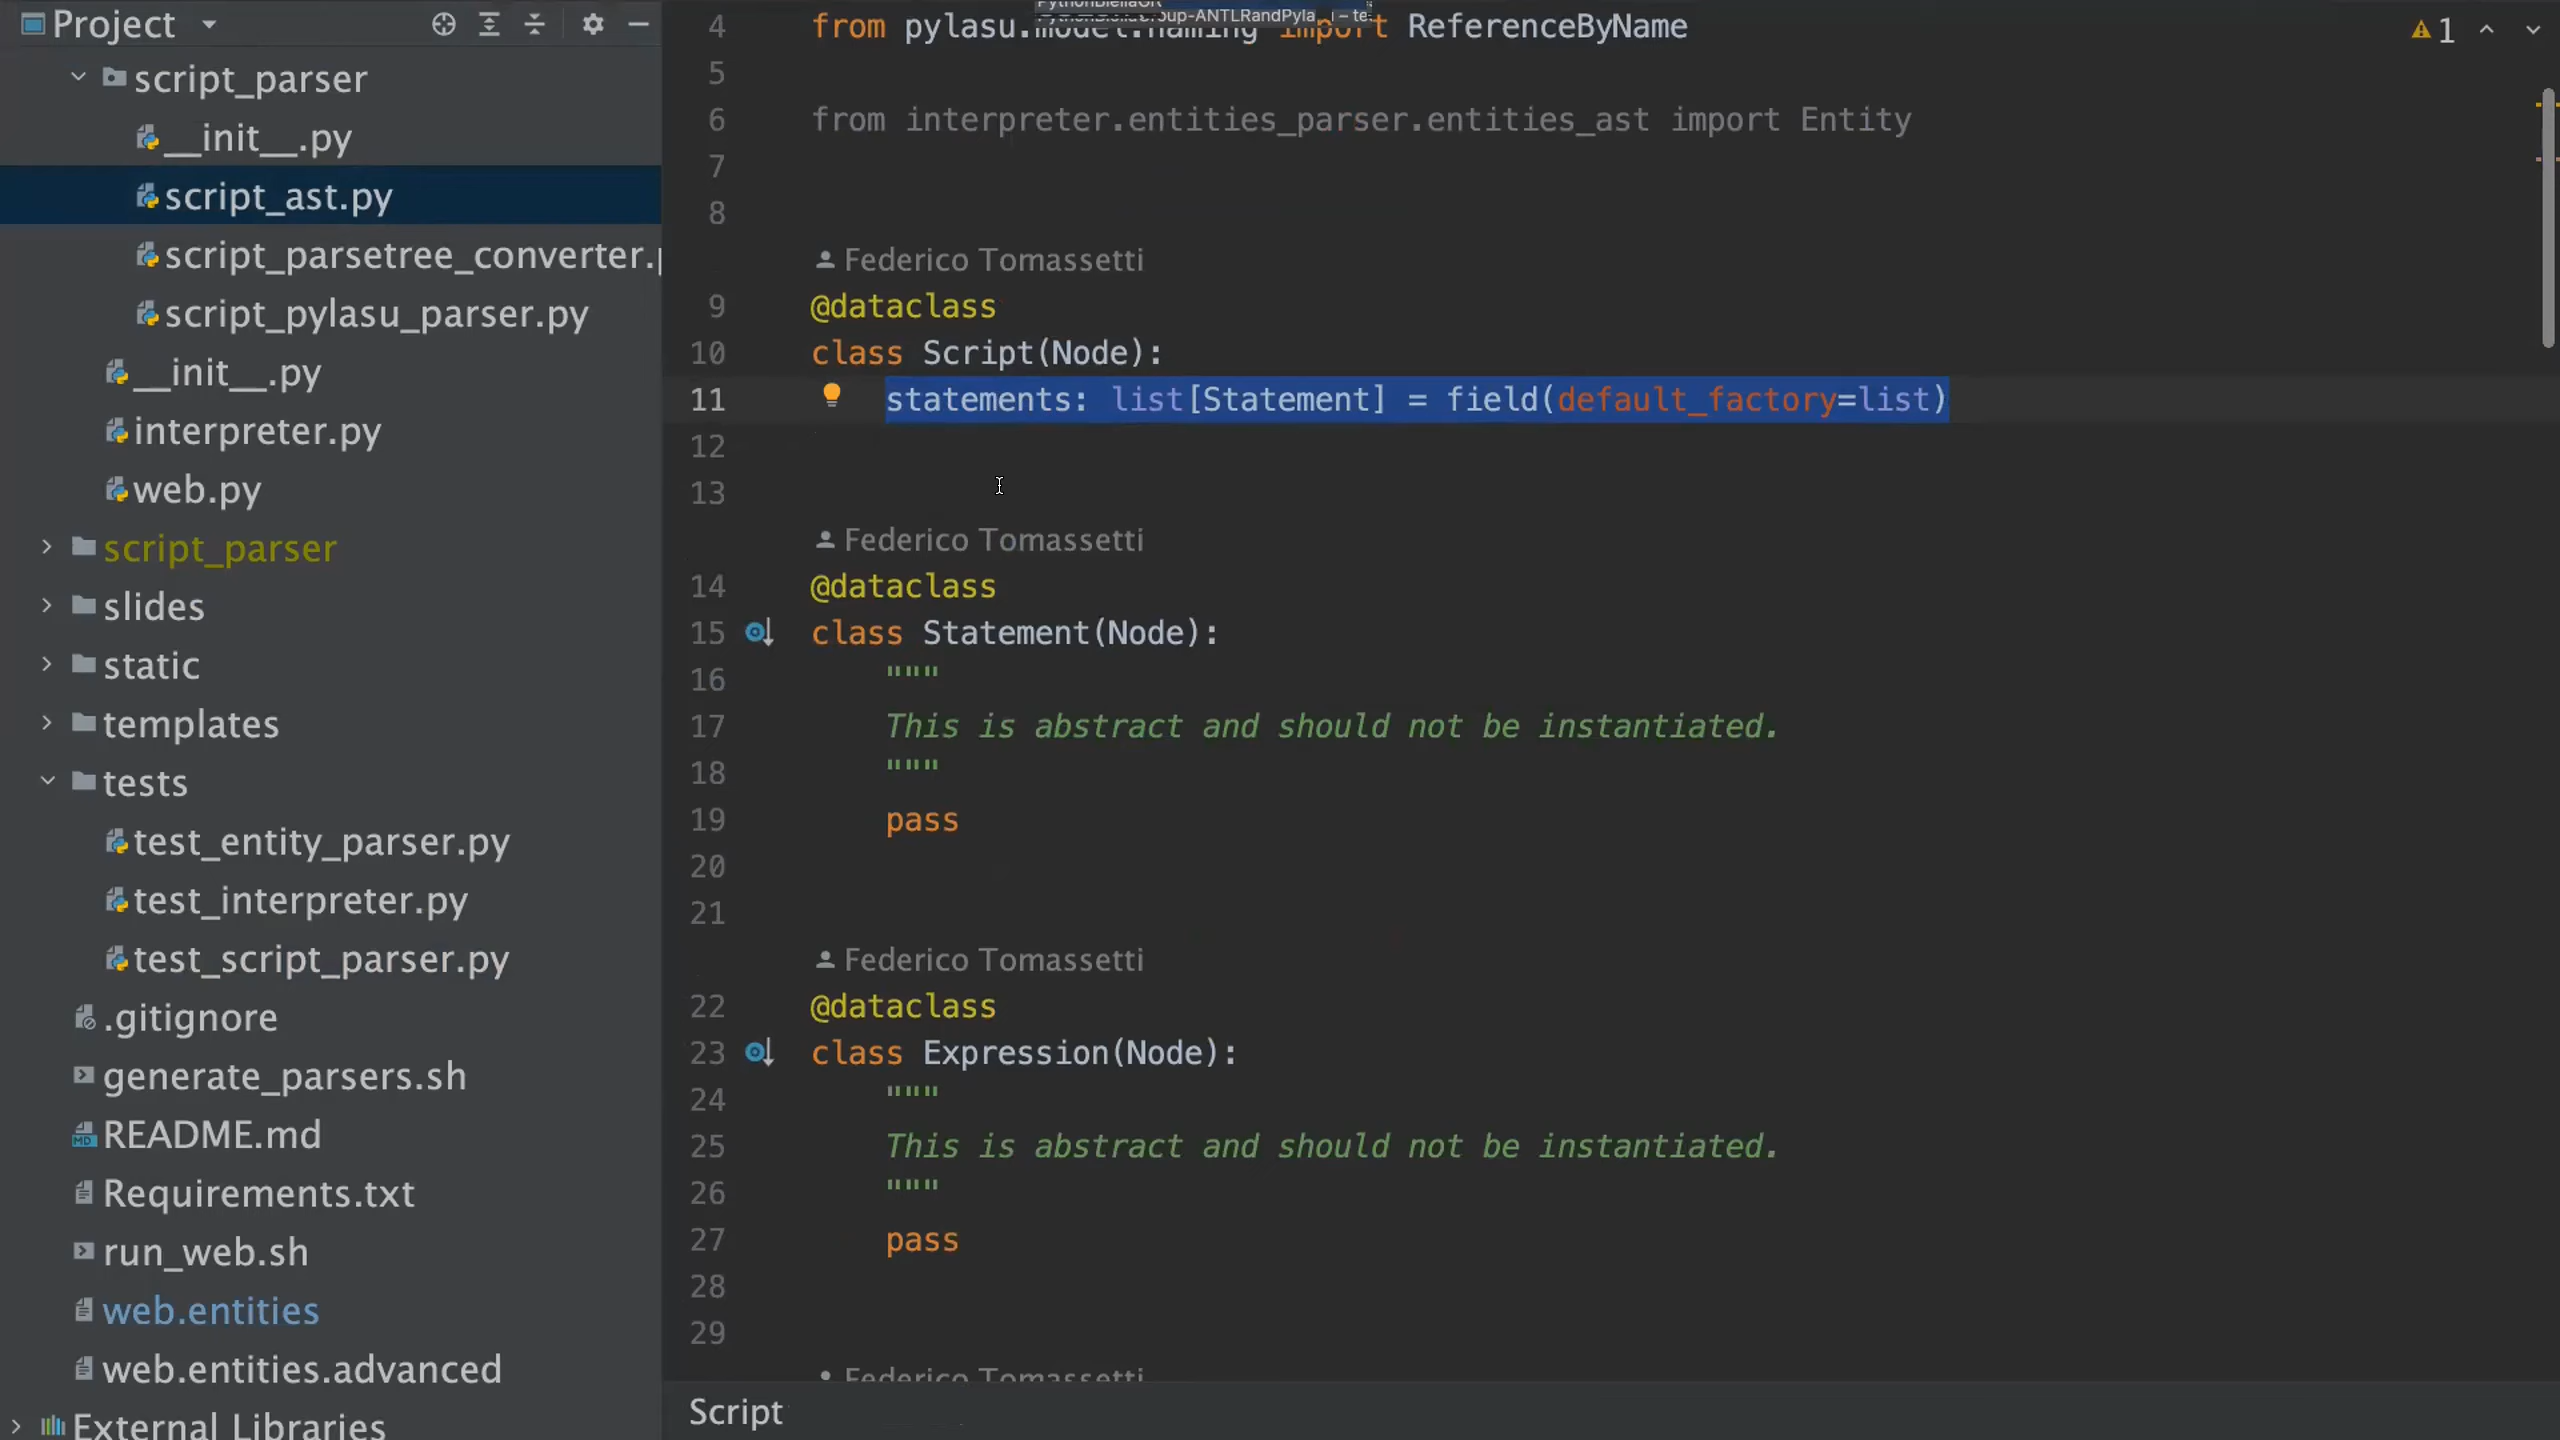 Project
script_parser
__init__.py
script_ast.py
script_parsetree_converter.
script_pylasu_parser.py
__init__.py
interpreter.py
web.py
script_parser
slides
static
templates
tests
test_entity_parser.py
test_interpreter.py
test_script_parser.py
.gitignore
generate_parsers.sh
README.md
Requirements.txt
run_web.sh
web.entities
web.entities.advanced
External Libraries
4 from pylasu.model.naming import ReferenceByName
1
5
6 from interpreter.entities_parser.entities_ast import Entity
7
8
Federico Tomassetti
9 @dataclass
10 class Script(Node):
11 statements: list[Statement] = field(default_factory=list)
12
13
Federico Tomassetti
14 @dataclass
15 class Statement(Node):
16 """
17 This is abstract and should not be instantiated.
18 """
19 pass
20
21
Federico Tomassetti
22 @dataclass
23 class Expression(Node):
24 """
25 This is abstract and should not be instantiated.
26 """
27 pass
28
29
Federico Tomassetti
Script